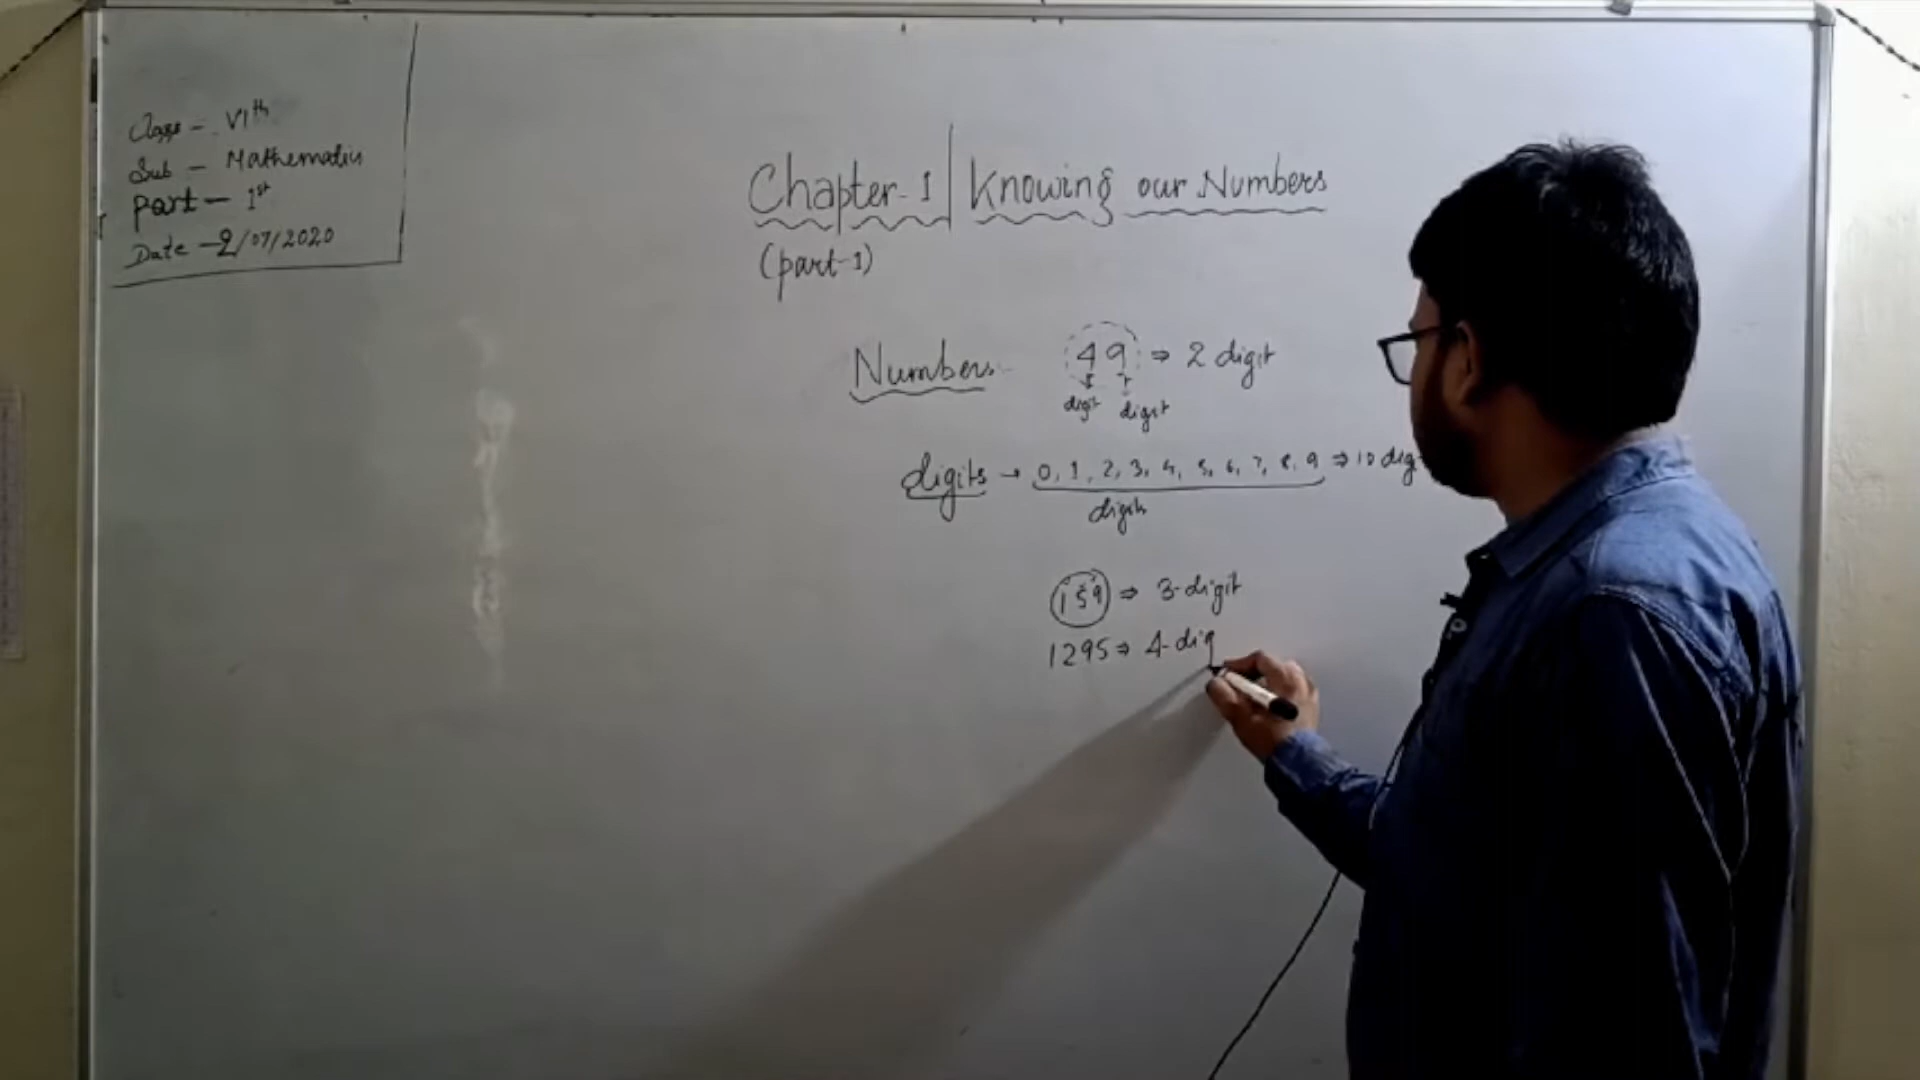 Class - VIth
Sub - Mathematics
Part - 1st
Date - 2/07/2020
Chapter-1 | Knowing our Numbers
(part-1)
Numbers 49 ⇒ 2 digit
digit digit
digits → 0, 1, 2, 3, 4, 5, 6, 7, 8, 9 ⇒ 10 dig
digits
159 ⇒ 3-digit
1295 ⇒ 4-dig